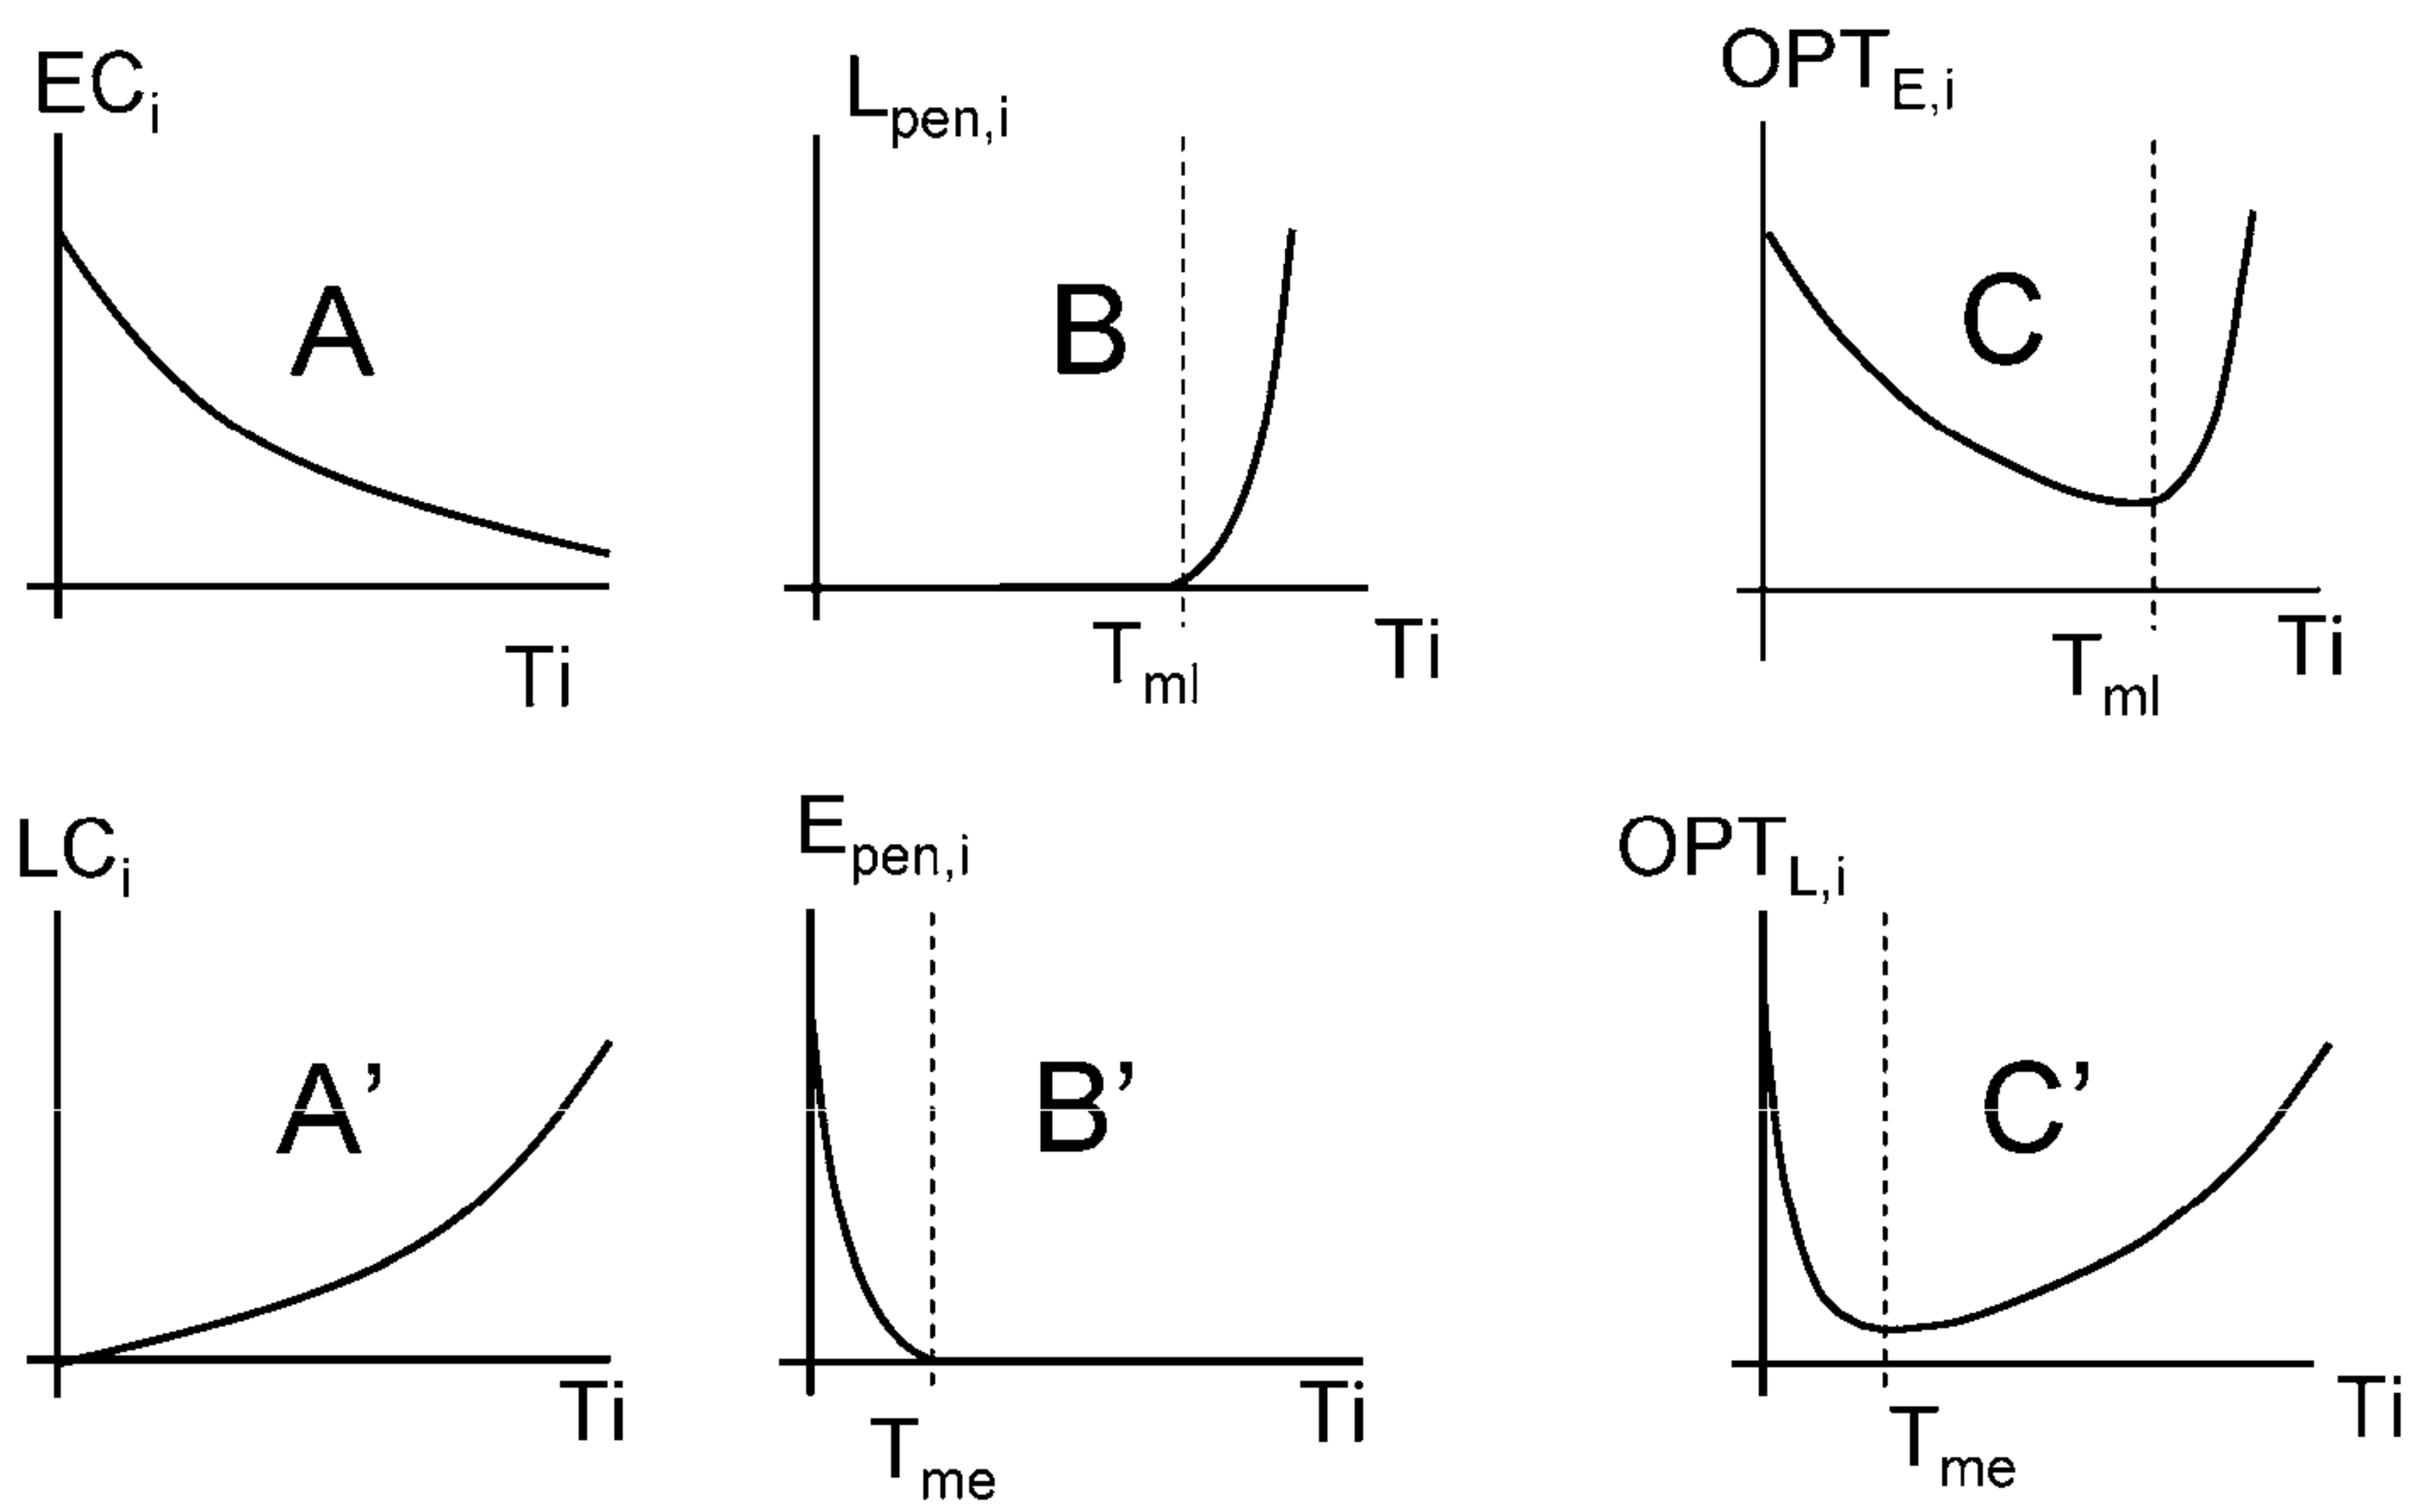 ECi
A
Ti
Lpen,i
B
Tml
Ti
OPTE,i
C
Tml
Ti
LCi
A’
Ti
Epen,i
B’
Tme
Ti
OPTL,i
C’
Tme
Ti